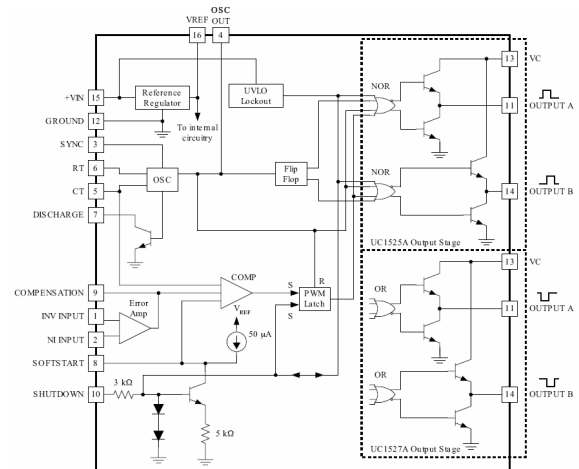 OSC
VREF OUT
16 4
+VIN 15
Reference
Regulator
UVLO
Lockout
GROUND 12
To internal
circuitry
SYNC 3
RT 6
OSC
Flip
Flop
CT 5
DISCHARGE 7
NOR
NOR
13 VC
11 OUTPUT A
14 OUTPUT B
UC1525A Output Stage
COMPENSATION 9
Error
Amp
COMP
S
S
R
PWM
Latch
INV INPUT 1
NI INPUT 2
VREF
50 µA
SOFTSTART 8
SHUTDOWN 10
3 kΩ
5 kΩ
OR
OR
13 VC
11 OUTPUT A
14 OUTPUT B
UC1527A Output Stage